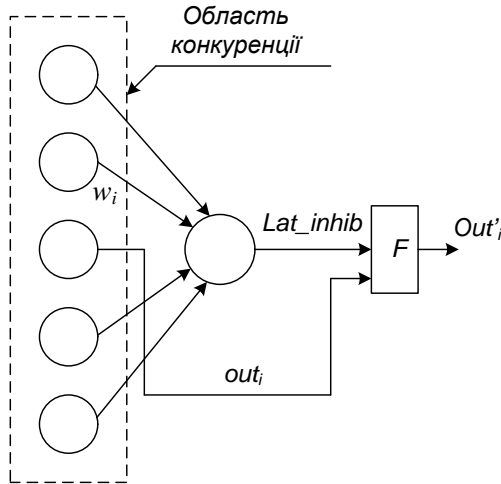 Область
конкуренції
w_i
Lat_inhib
F
Out'_i
out_i